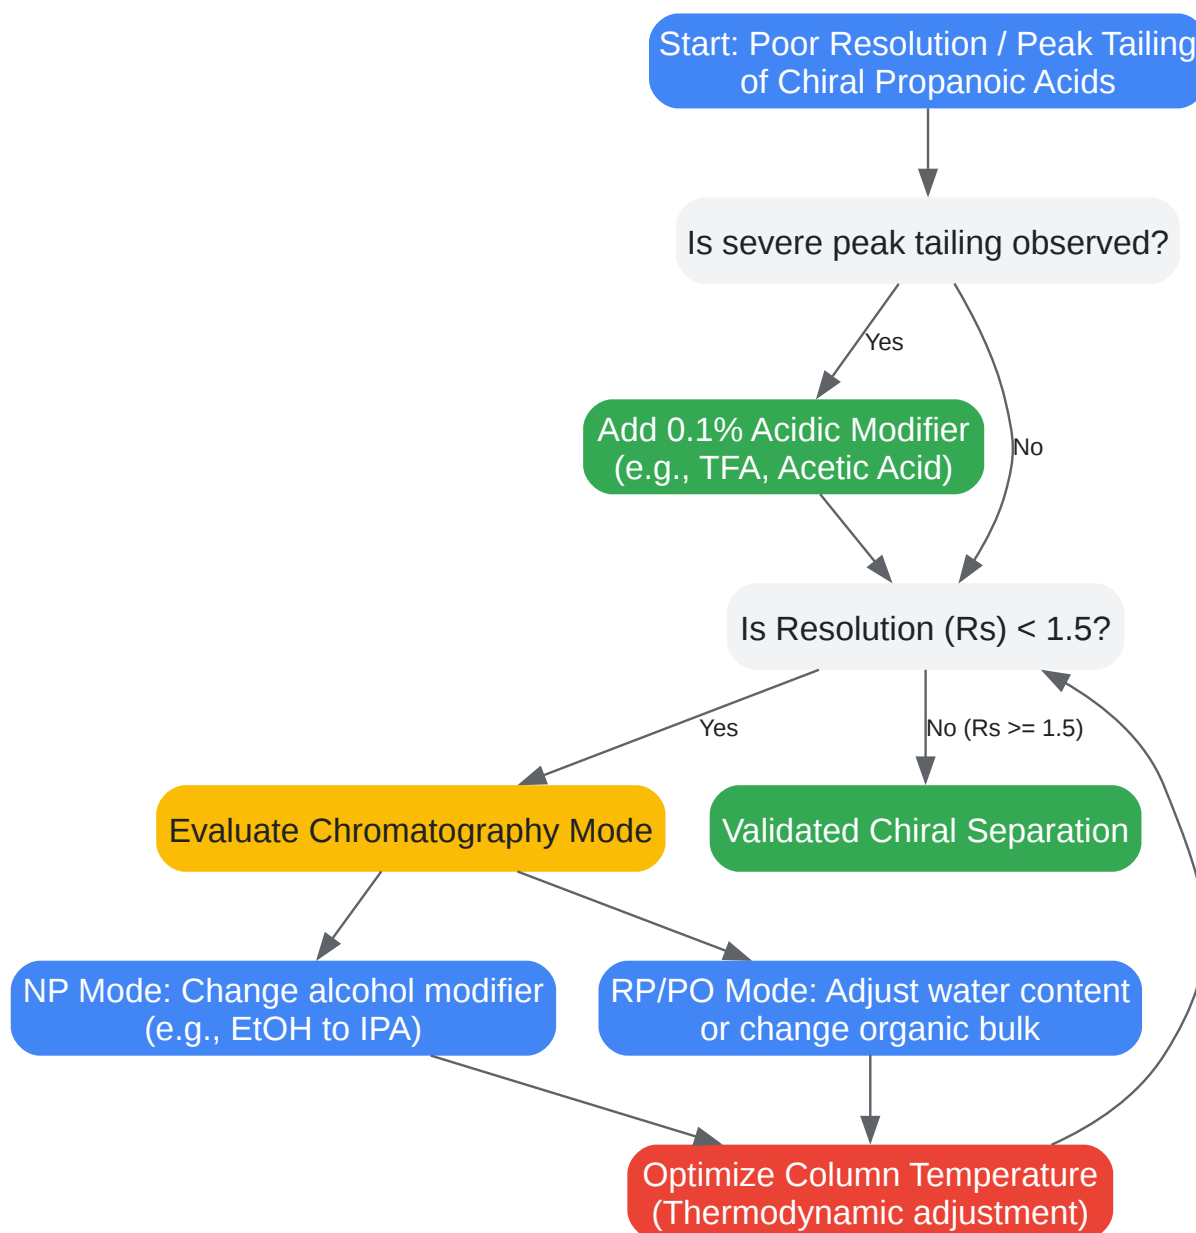 Start: Poor Resolution / Peak Tailing
of Chiral Propanoic Acids
Is severe peak tailing observed?
Yes
Add 0.1% Acidic Modifier
(e.g., TFA, Acetic Acid)
No
Is Resolution (Rs) < 1.5?
Yes
No (Rs >= 1.5)
Evaluate Chromatography Mode
Validated Chiral Separation
NP Mode: Change alcohol modifier
(e.g., EtOH to IPA)
RP/PO Mode: Adjust water content
or change organic bulk
Optimize Column Temperature
(Thermodynamic adjustment)